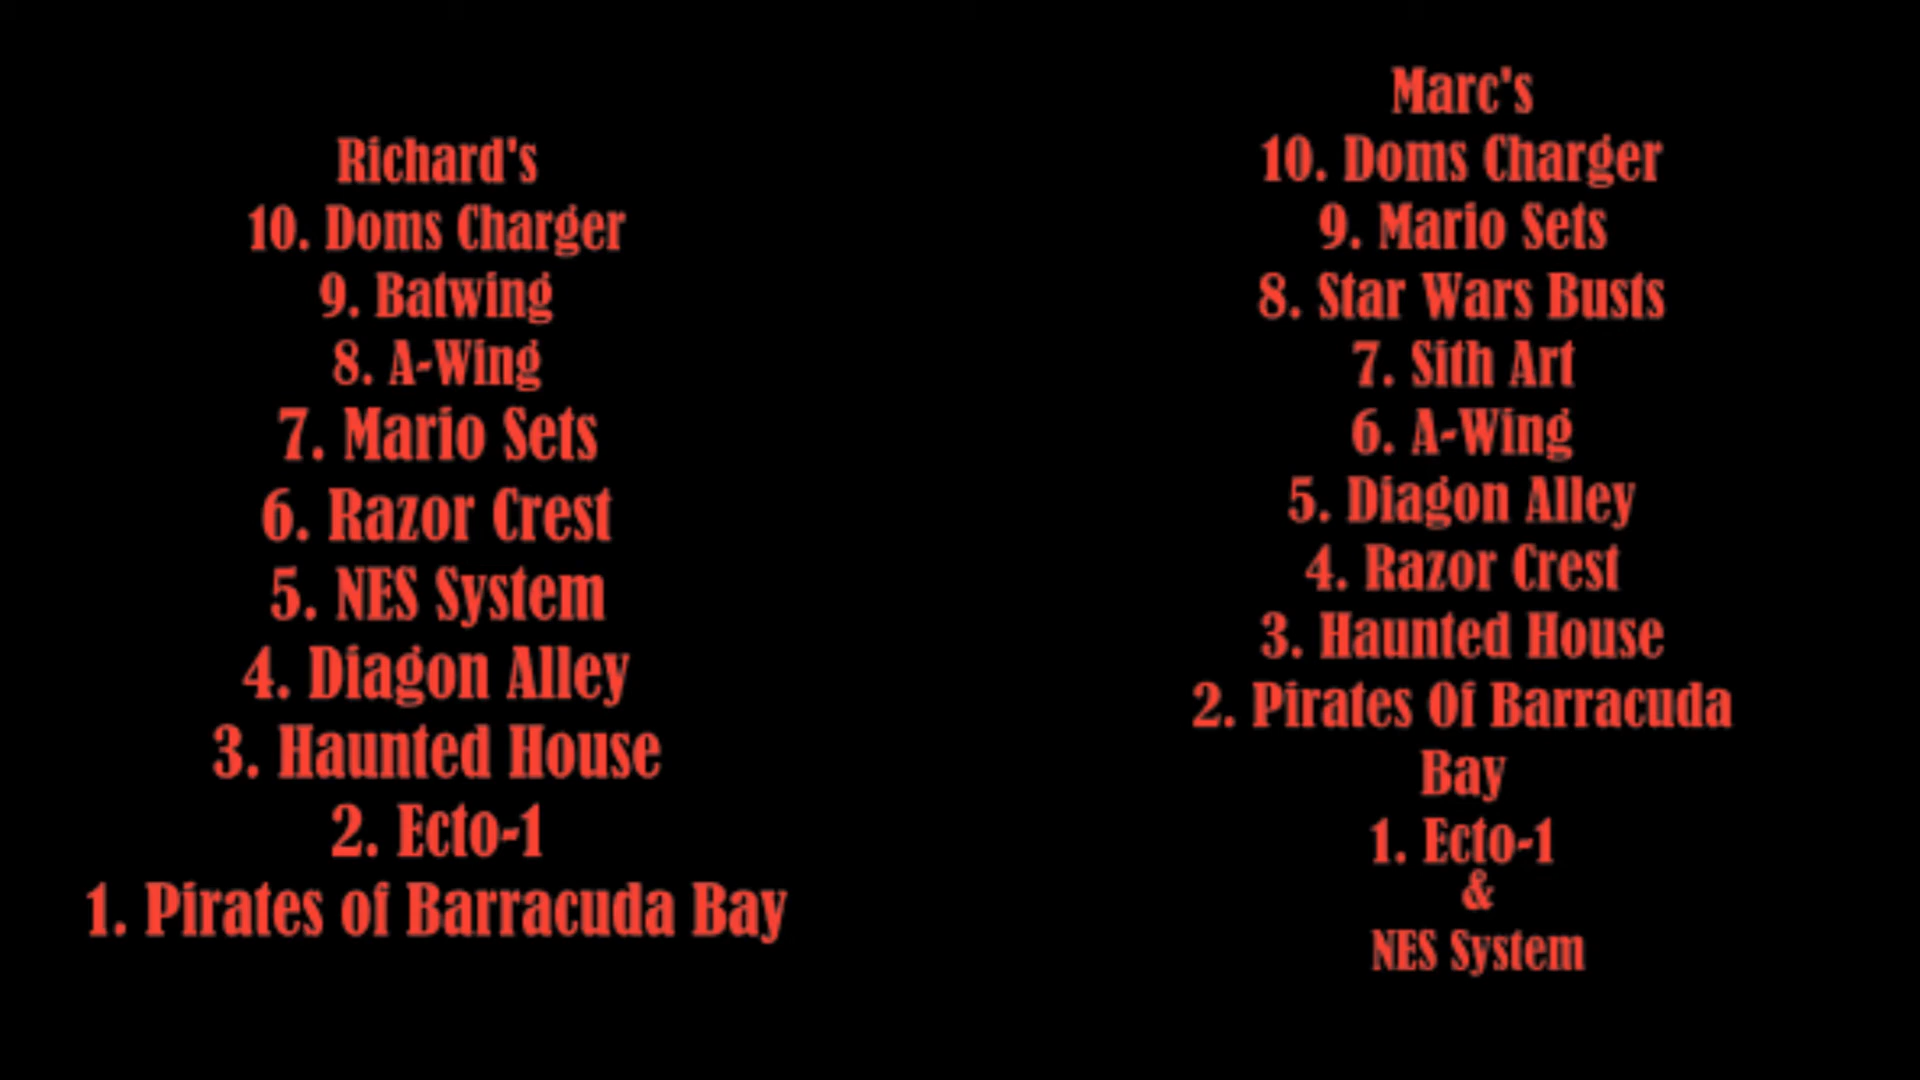 Richard's
10. Doms Charger
9. Batwing
8. A-Wing
7. Mario Sets
6. Razor Crest
5. NES System
4. Diagon Alley
3. Haunted House
2. Ecto-1
1. Pirates of Barracuda Bay
Marc's
10. Doms Charger
9. Mario Sets
8. Star Wars Busts
7. Sith Art
6. A-Wing
5. Diagon Alley
4. Razor Crest
3. Haunted House
2. Pirates Of Barracuda
Bay
1. Ecto-1
&
NES System